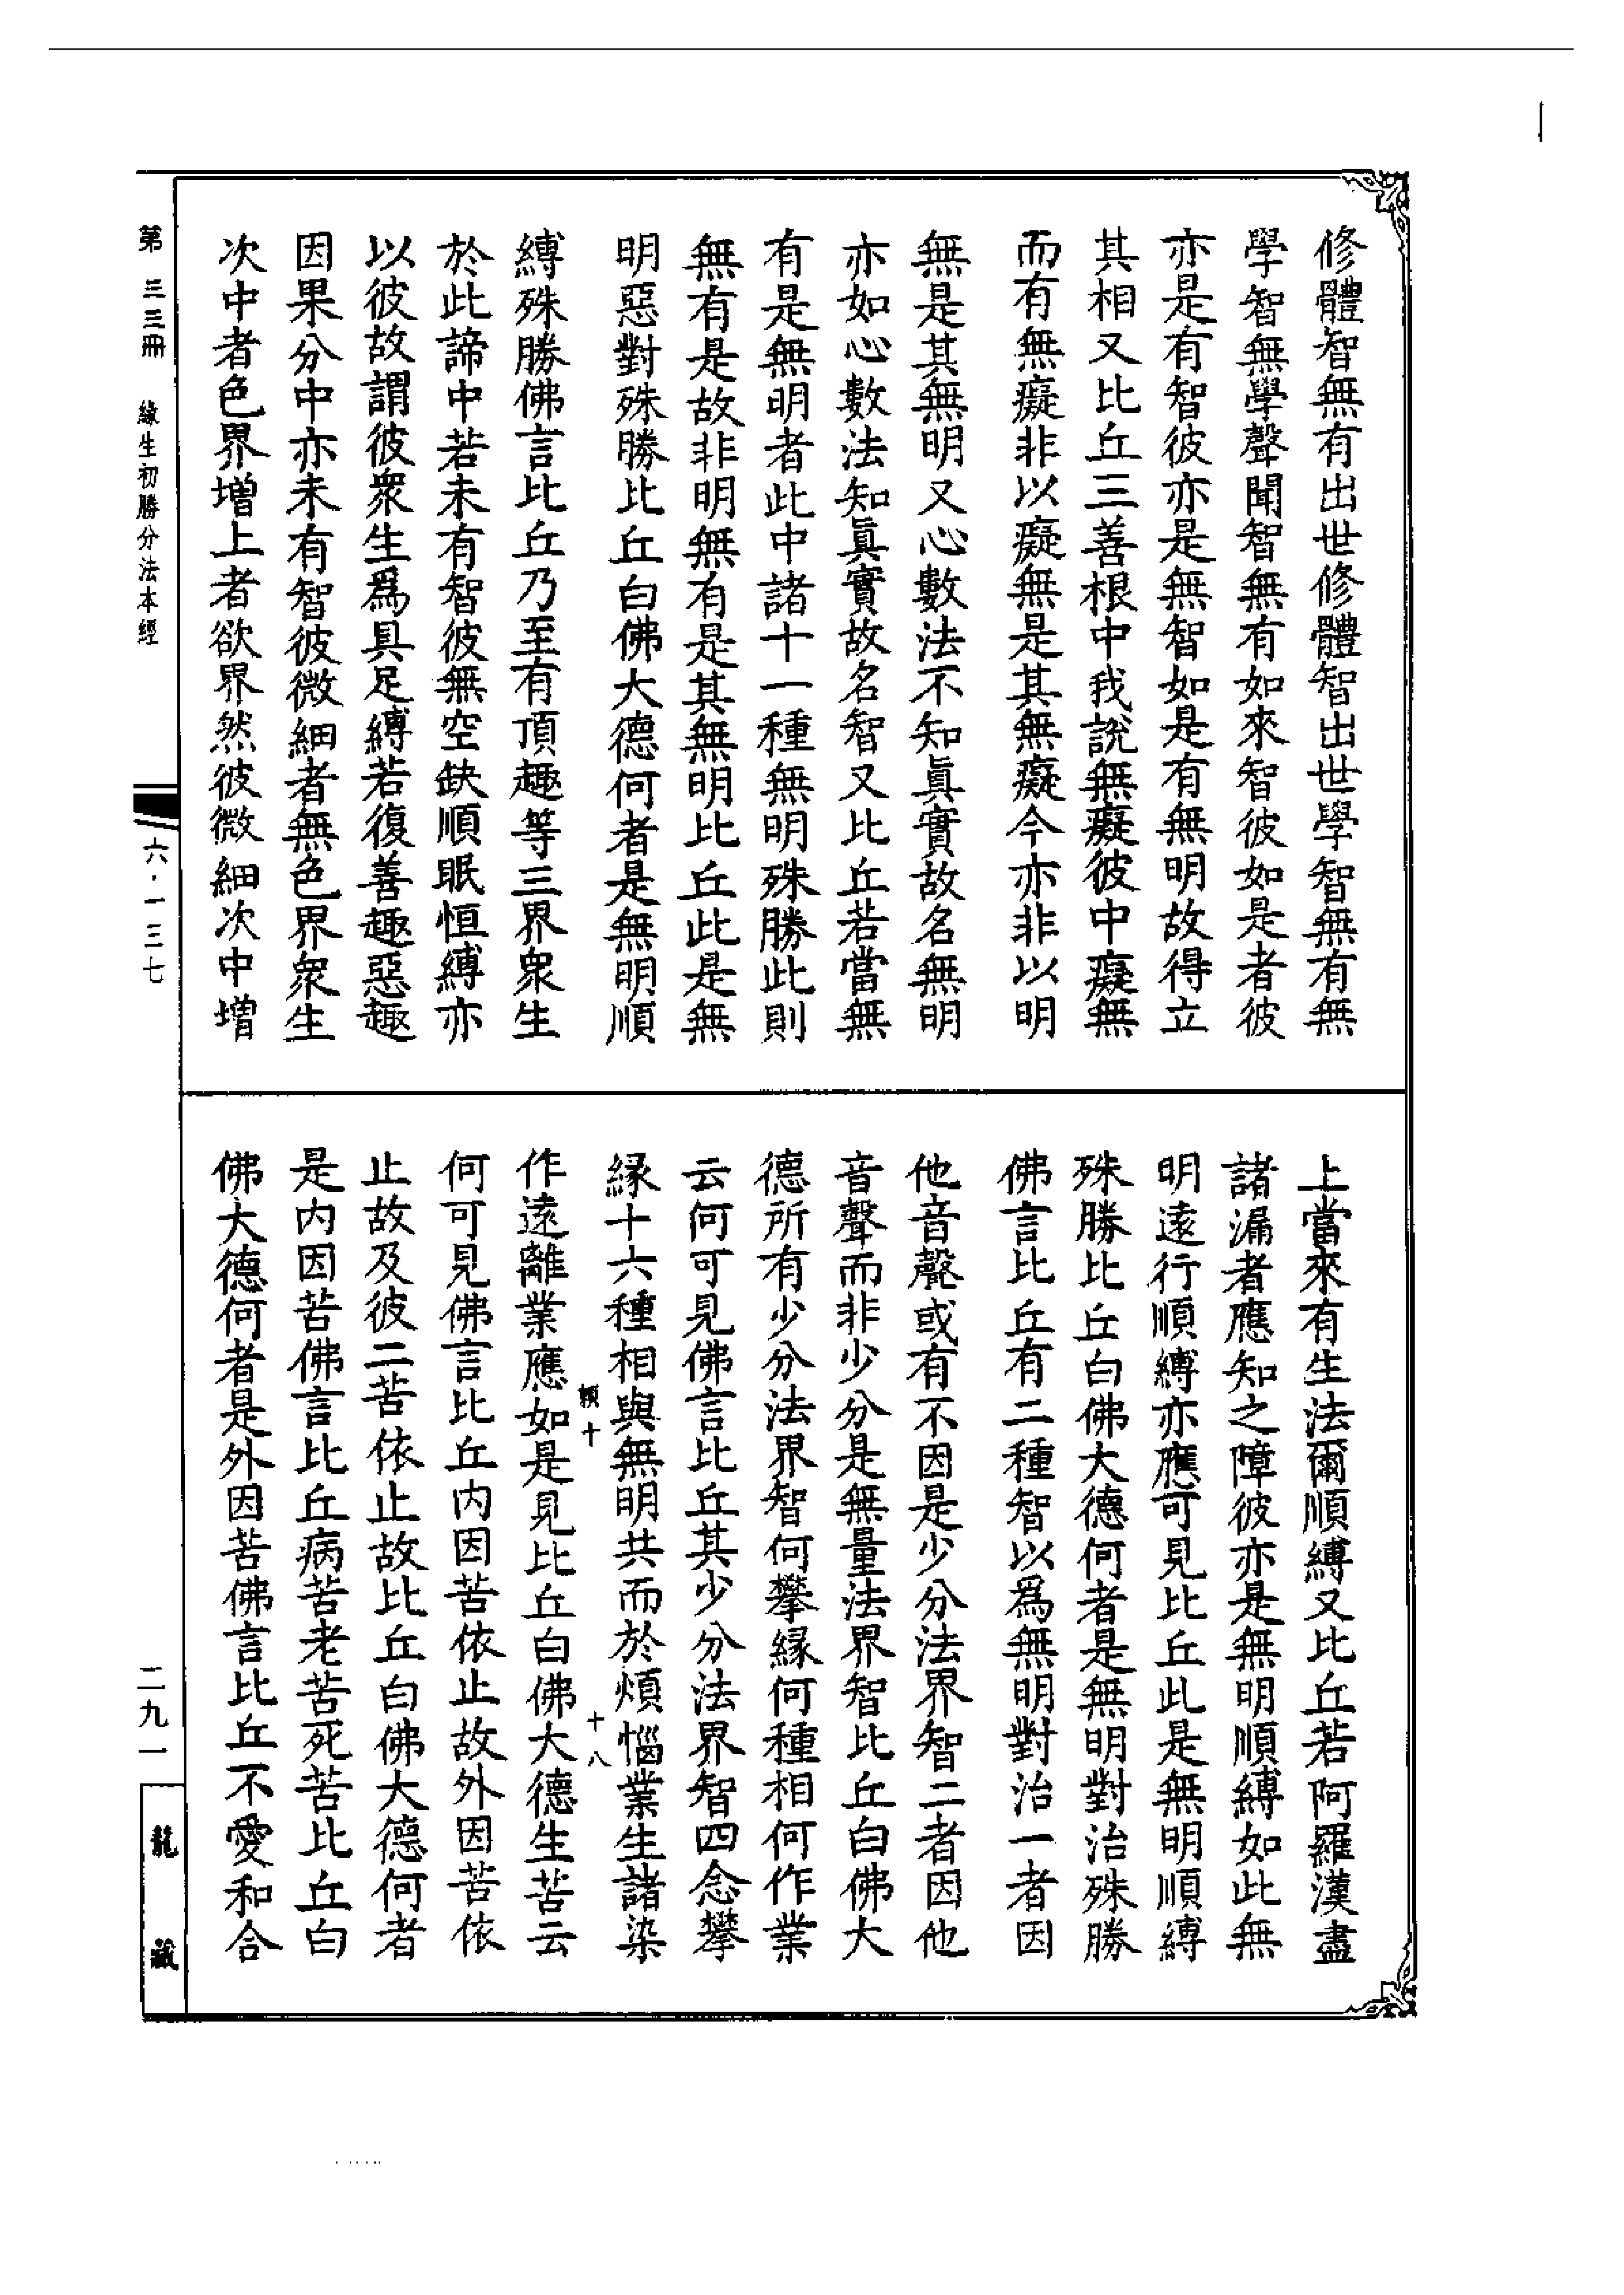 修體智無有出世修體智出世學智無有無
學智無學聲聞智無有如來智彼如是者彼
亦是有智彼亦是無智如是有無明故得立
其相又比丘三善根中我說無癡彼中癡無
而有無癡非以癡無是其無癡今亦非以明
無是其無明又心數法不知真實故名無明
亦如心數法知真實故名智又比丘若當無
有是無明者此中諸十一種無明殊勝此則
無有是故非明無有是其無明比丘此是無
明惡對殊勝比丘白佛大德何者是無明順
縛殊勝佛言比丘乃至有頂趣等三界衆生
於此諦中若未有智彼無空缺順眠恒縛亦
以彼故謂彼衆生爲具足縛若復善趣惡趣
因果分中亦未有智彼微細者無色界衆生
次中者色界增上者欲界然彼微細次中增
上當來有生法爾順縛又比丘若阿羅漢盡
諸漏者應知之障彼亦是無明順縛如此無
明遠行順縛亦應可見比丘此是無明順縛
殊勝比丘白佛大德何者是無明對治殊勝
佛言比丘有二種智以爲無明對治一者因
他音聲或有不因是少分法界智二者因他
音聲而非少分是無量法界智比丘白佛大
德所有少分法界智何攀緣何種相何作業
云何可見佛言比丘其少分法界智四念攀
緣十六種相與無明共而於煩惱業生諸染
作遠離業應如是見比丘白佛大德生苦云
何可見佛言比丘內因苦依止故外因苦依
止故及彼二苦依止故比丘白佛大德何者
是內因苦佛言比丘病苦老苦死苦比丘白
佛大德何者是外因苦佛言比丘不愛和合
十
十八
第三三冊 緣生初勝分法本經
六·一三七
二九一
龍藏